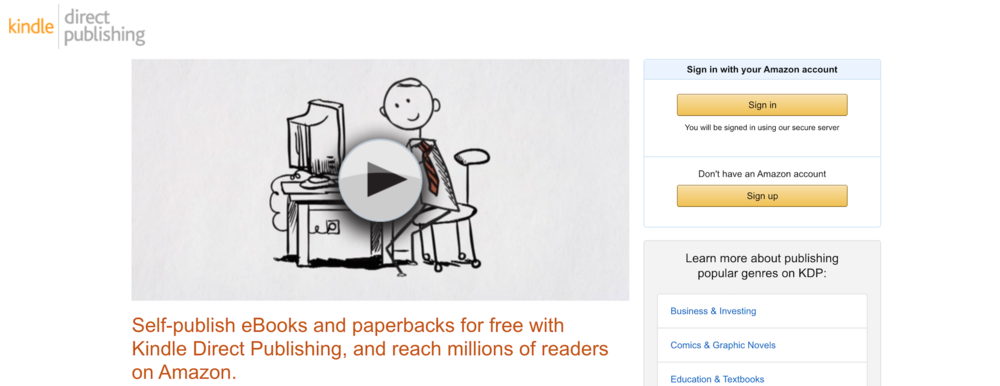 kindle
direct
publishing
Self-publish eBooks and paperbacks for free with
Kindle Direct Publishing, and reach millions of readers
on Amazon.
Sign in with your Amazon account
Sign in
You will be signed in using our secure server
Don't have an Amazon account
Sign up
Learn more about publishing
popular genres on KDP:
Business & Investing
Comics & Graphic Novels
Education & Textbooks